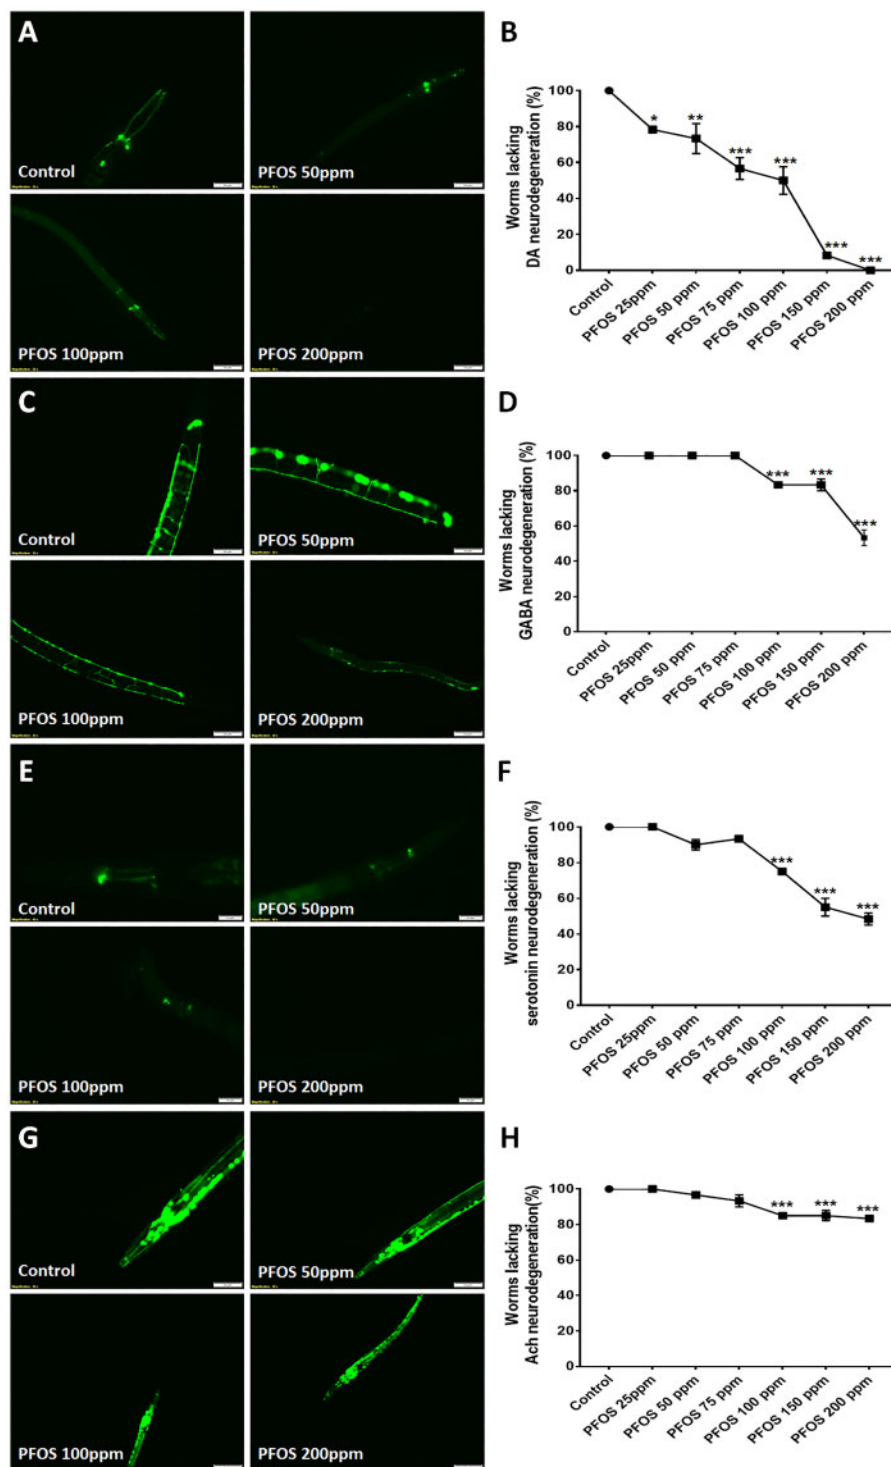 A
Control
PFOS 50ppm
PFOS 100ppm
PFOS 200ppm
B
Worms lacking
DA neurodegeneration (%)
100
80
60
40
20
0
*
**
***
***
***
***
Control
PFOS 25ppm
PFOS 50 ppm
PFOS 75 ppm
PFOS 100 ppm
PFOS 150 ppm
PFOS 200 ppm
C
Control
PFOS 50ppm
PFOS 100ppm
PFOS 200ppm
D
Worms lacking
GABA neurodegeneration (%)
100
80
60
40
20
0
***
***
***
Control
PFOS 25ppm
PFOS 50 ppm
PFOS 75 ppm
PFOS 100 ppm
PFOS 150 ppm
PFOS 200 ppm
E
Control
PFOS 50ppm
PFOS 100ppm
PFOS 200ppm
F
Worms lacking
serotonin neurodegeneration (%)
100
80
60
40
20
0
***
***
***
Control
PFOS 25ppm
PFOS 50 ppm
PFOS 75 ppm
PFOS 100 ppm
PFOS 150 ppm
PFOS 200 ppm
G
Control
PFOS 50ppm
PFOS 100ppm
PFOS 200ppm
H
Worms lacking
Ach neurodegeneration(%)
100
80
60
40
20
0
***
***
***
Control
PFOS 25ppm
PFOS 50 ppm
PFOS 75 ppm
PFOS 100 ppm
PFOS 150 ppm
PFOS 200 ppm